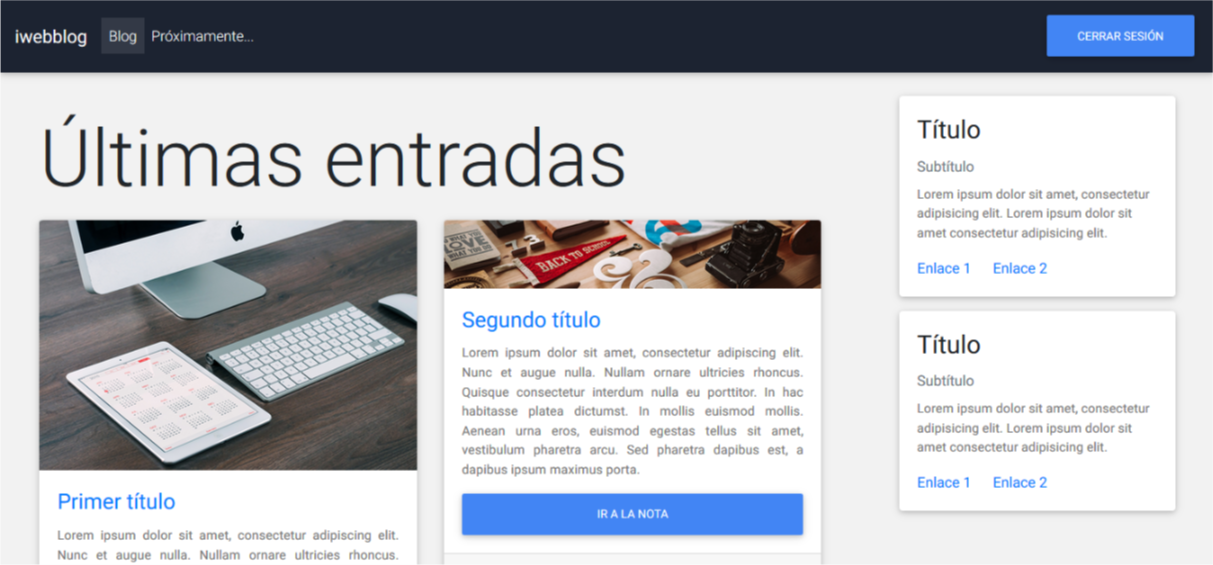 iwebblog Blog Próximamente... CERRAR SESIÓN
Últimas entradas
BACK TO SCHOOL
LOVE
Primer título
Lorem ipsum dolor sit amet, consectetur adipiscing elit.
Nunc et augue nulla. Nullam ornare ultricies rhoncus.
Segundo título
Lorem ipsum dolor sit amet, consectetur adipiscing elit.
Nunc et augue nulla. Nullam ornare ultricies rhoncus.
Quisque consectetur interdum nulla eu porttitor. In hac
habitasse platea dictumst. In mollis euismod mollis.
Aenean urna eros, euismod egestas tellus sit amet,
vestibulum pharetra arcu. Sed pharetra dapibus est, a
dapibus ipsum maximus porta.
IR A LA NOTA
Título
Subtítulo
Lorem ipsum dolor sit amet, consectetur
adipisicing elit. Lorem ipsum dolor sit
amet consectetur adipisicing elit.
Enlace 1 Enlace 2
Título
Subtítulo
Lorem ipsum dolor sit amet, consectetur
adipisicing elit. Lorem ipsum dolor sit
amet consectetur adipisicing elit.
Enlace 1 Enlace 2